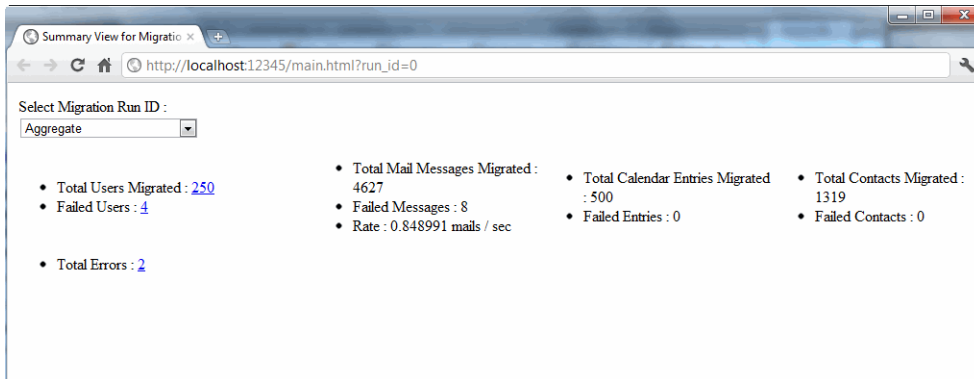 Summary View for Migratio
http://localhost:12345/main.html?run_id=0
Select Migration Run ID :
Aggregate
Total Users Migrated : 250
Failed Users : 4
Total Mail Messages Migrated :
4627
Failed Messages : 8
Rate : 0.848991 mails / sec
Total Calendar Entries Migrated
: 500
Failed Entries : 0
Total Contacts Migrated :
1319
Failed Contacts : 0
Total Errors : 2